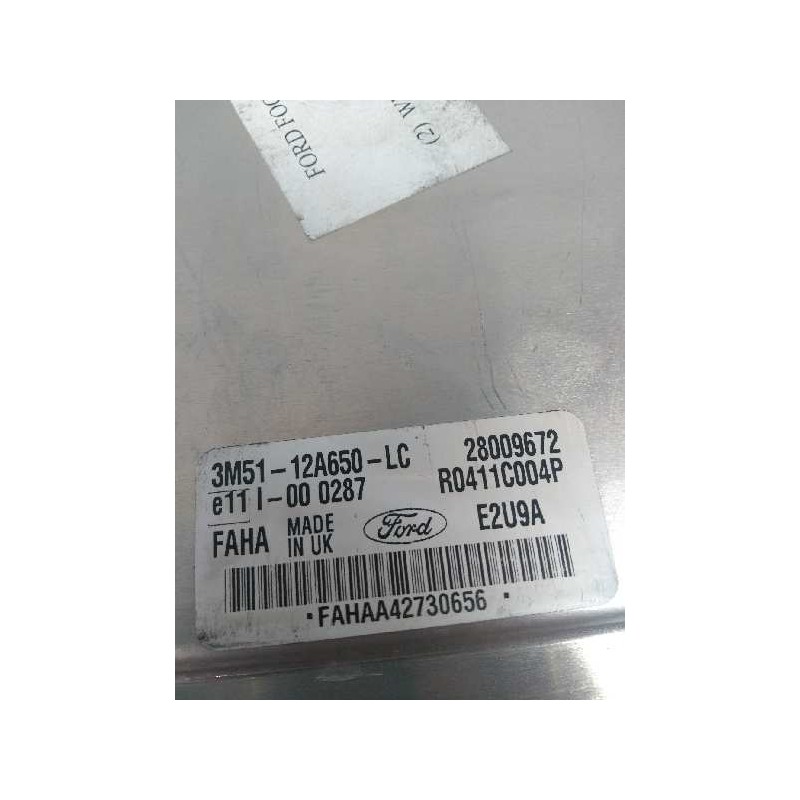 FORD FOC
(2) W
3M51-12A650-LC 28009672
e11 I-00 0287 R0411C004P
FAHA MADE IN UK Ford E2U9A
*FAHAA42730656*